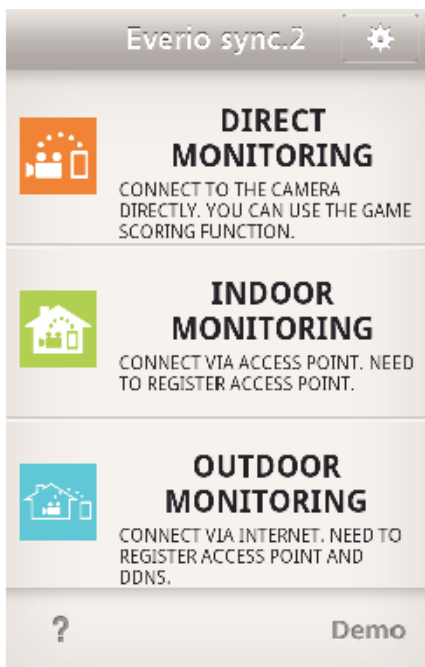 Everio sync.2
DIRECT
MONITORING
CONNECT TO THE CAMERA
DIRECTLY. YOU CAN USE THE GAME
SCORING FUNCTION.
INDOOR
MONITORING
CONNECT VIA ACCESS POINT. NEED
TO REGISTER ACCESS POINT.
OUTDOOR
MONITORING
CONNECT VIA INTERNET. NEED TO
REGISTER ACCESS POINT AND
DDNS.
? Demo